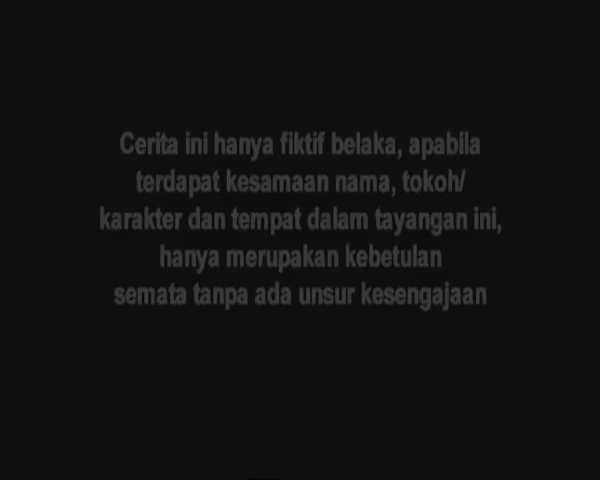 Cerita ini hanya fiktif belaka, apabila
terdapat kesamaan nama, tokoh/
karakter dan tempat dalam tayangan ini,
hanya merupakan kebetulan
semata tanpa ada unsur kesengajaan